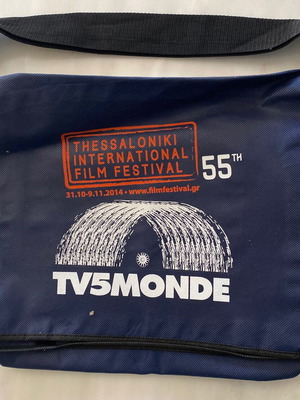 THESSALONIKI
INTERNATIONAL
FILM FESTIVAL
55TH
31.10-9.11.2014 • www.filmfestival.gr
TV5MONDE